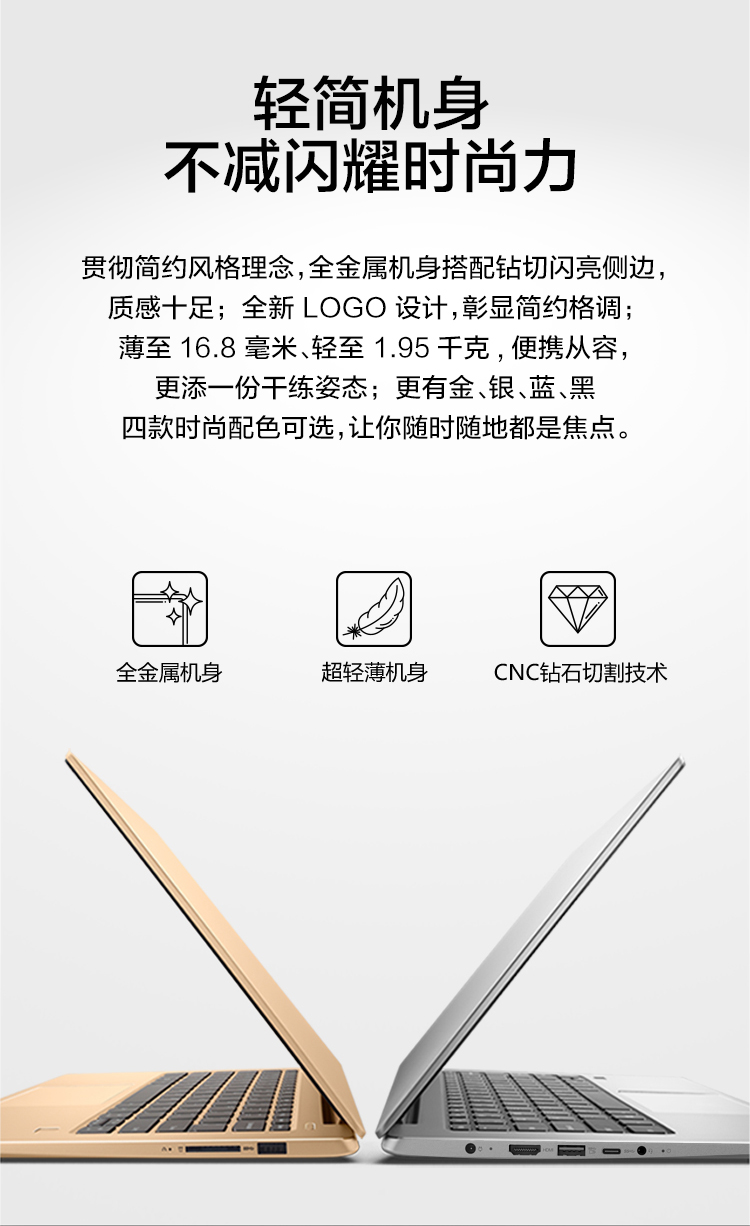 轻简机身
不减闪耀时尚力
贯彻简约风格理念，全金属机身搭配钻切闪亮侧边，
质感十足；全新 LOGO 设计，彰显简约格调；
薄至 16.8 毫米、轻至 1.95 千克，便携从容，
更添一份干练姿态；更有金、银、蓝、黑
四款时尚配色可选，让你随时随地都是焦点。
全金属机身
超轻薄机身
CNC钻石切割技术